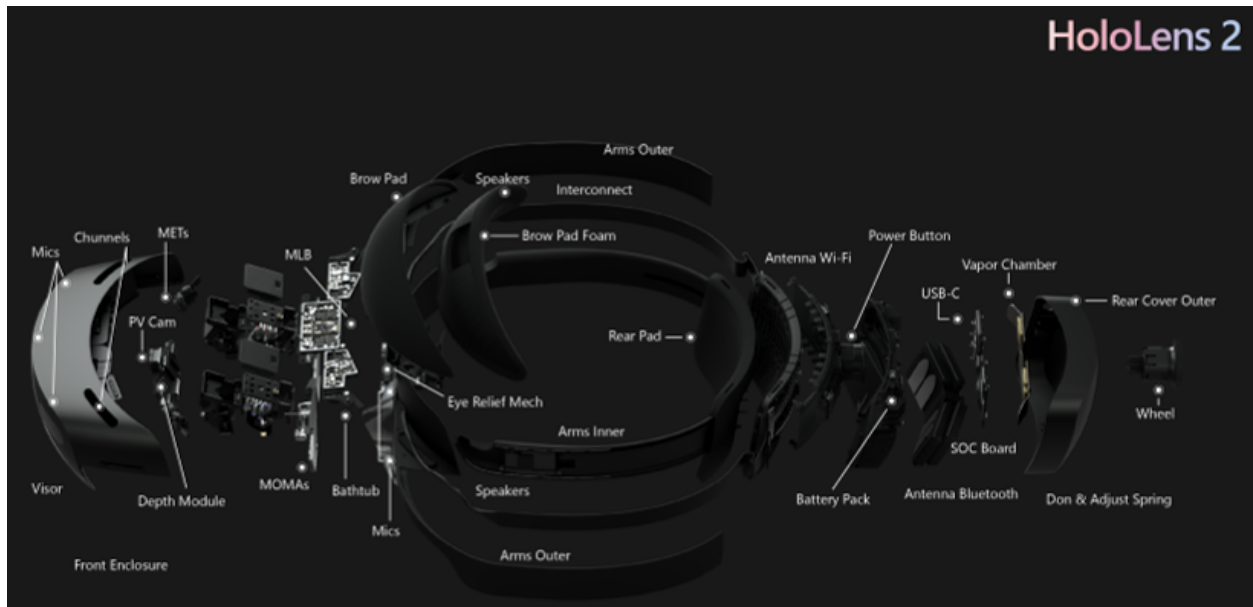 HoloLens 2
Arms Outer
Brow Pad
Speakers
Interconnect
METs
Chunnels
Mics
Brow Pad Foam
Power Button
MLB
Antenna Wi-Fi
Vapor Chamber
USB-C
Rear Cover Outer
PV Cam
Rear Pad
Eye Relief Mech
Wheel
Arms Inner
SOC Board
MOMAs
Bathtub
Speakers
Visor
Depth Module
Battery Pack
Antenna Bluetooth
Don & Adjust Spring
Mics
Arms Outer
Front Enclosure